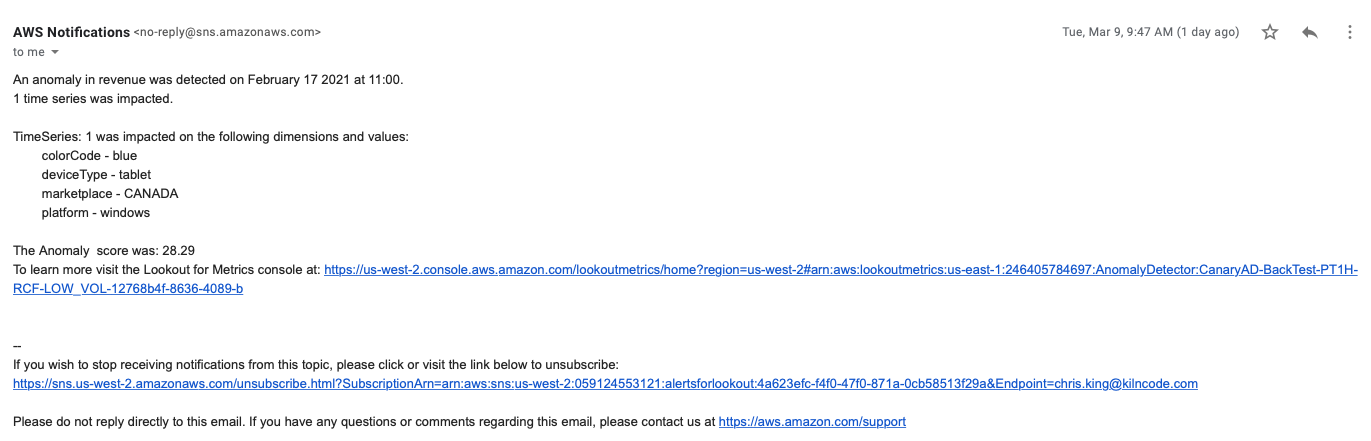 AWS Notifications <no-reply@sns.amazonaws.com> Tue, Mar 9, 9:47 AM (1 day ago)
to me
An anomaly in revenue was detected on February 17 2021 at 11:00.
1 time series was impacted.
TimeSeries: 1 was impacted on the following dimensions and values:
colorCode - blue
deviceType - tablet
marketplace - CANADA
platform - windows
The Anomaly  score was: 28.29
To learn more visit the Lookout for Metrics console at: https://us-west-2.console.aws.amazon.com/lookoutmetrics/home?region=us-west-2#arn:aws:lookoutmetrics:us-east-1:246405784697:AnomalyDetector:CanaryAD-BackTest-PT1H-
RCF-LOW_VOL-12768b4f-8636-4089-b
--
If you wish to stop receiving notifications from this topic, please click or visit the link below to unsubscribe:
https://sns.us-west-2.amazonaws.com/unsubscribe.html?SubscriptionArn=arn:aws:sns:us-west-2:059124553121:alertsforlookout:4a623efc-f4f0-47f0-871a-0cb58513f29a&Endpoint=chris.king@kilncode.com
Please do not reply directly to this email. If you have any questions or comments regarding this email, please contact us at https://aws.amazon.com/support